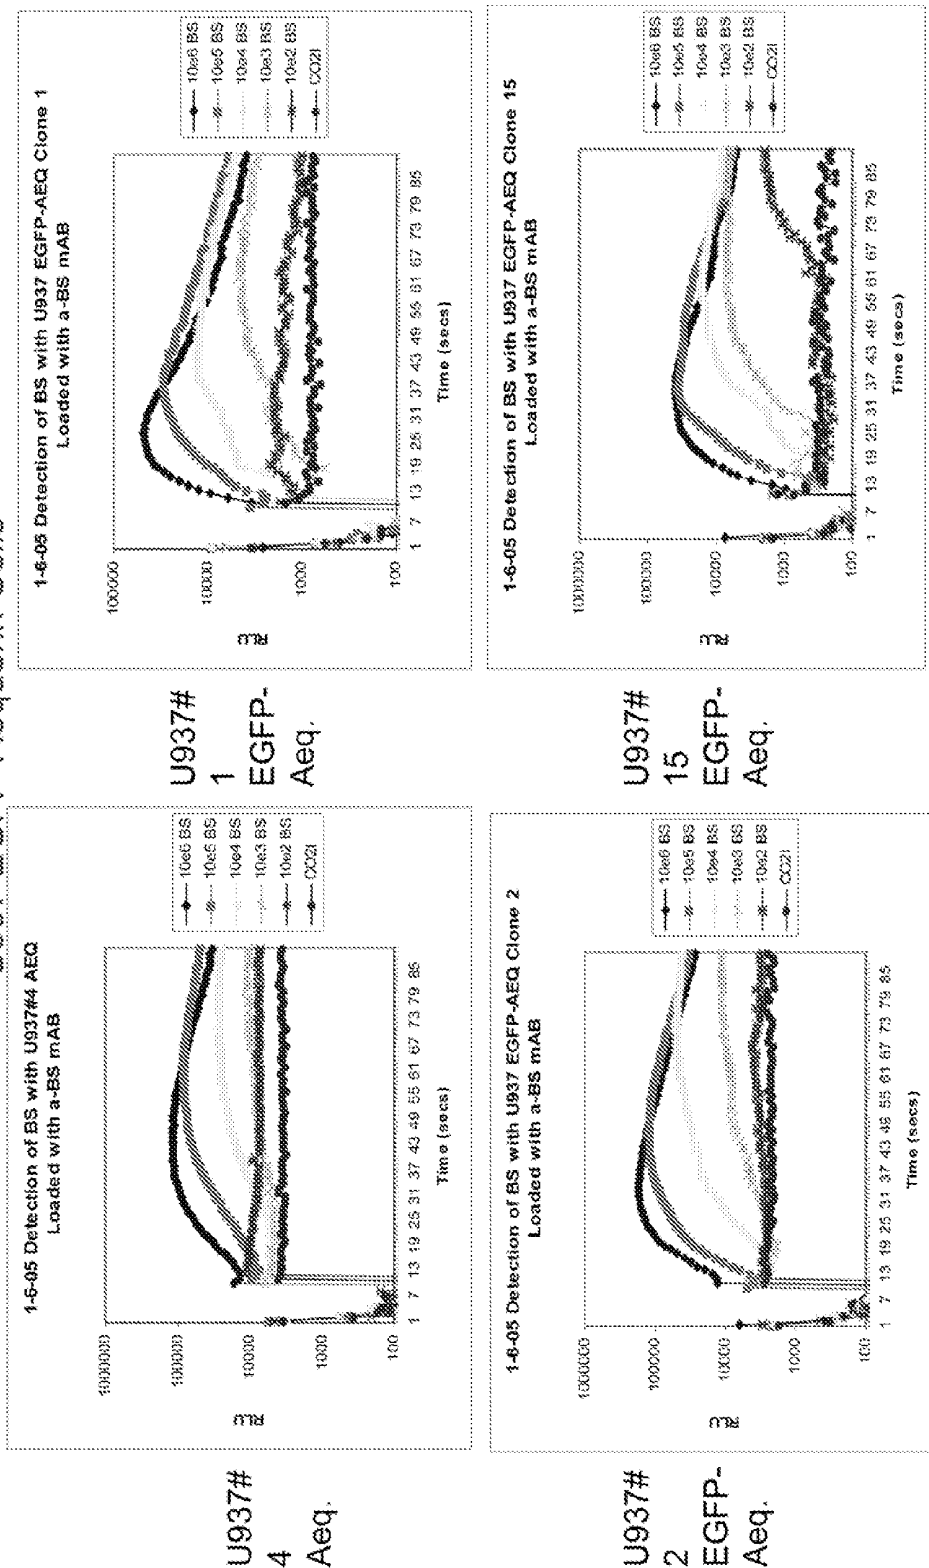 U937#
4
Aeq.
1-6-05 Detection of BS with U937#4 AEQ
Loaded with a-BS mAB
1000000
100000
10000
1000
100
RLU
1 7 13 19 25 31 37 43 49 55 61 67 73 79 85
Time (secs)
10e6 BS
10e5 BS
10e4 BS
10e3 BS
10e2 BS
CO2I
U937#
1
EGFP-
Aeq.
1-6-05 Detection of BS with U937 EGFP-AEQ Clone 1
Loaded with a-BS mAB
100000
10000
1000
100
RLU
1 7 13 19 25 31 37 43 49 55 61 67 73 79 85
Time (secs)
10e6 BS
10e5 BS
10e4 BS
10e3 BS
10e2 BS
CO2I
U937#
2
EGFP-
Aeq.
1-6-05 Detection of BS with U937 EGFP-AEQ Clone 2
Loaded with a-BS mAB
1000000
100000
10000
1000
100
RLU
1 7 13 19 25 31 37 43 49 55 61 67 73 79 85
Time (secs)
10e6 BS
10e5 BS
10e4 BS
10e3 BS
10e2 BS
CO2I
U937#
15
EGFP-
Aeq.
1-6-05 Detection of BS with U937 EGFP-AEQ Clone 15
Loaded with a-BS mAB
1000000
100000
10000
1000
100
RLU
1 7 13 19 25 31 37 43 49 55 61 67 73 79 85
Time (secs)
10e6 BS
10e5 BS
10e4 BS
10e3 BS
10e2 BS
CO2I